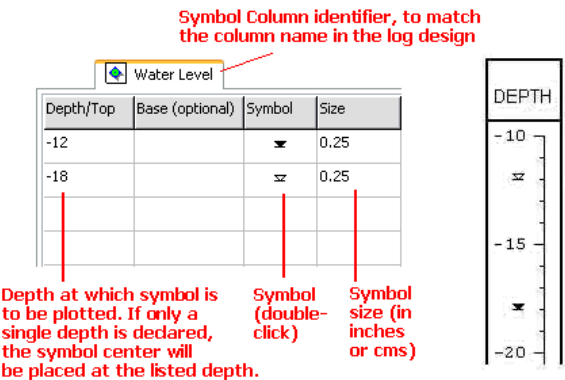 Symbol Column identifier, to match
the column name in the log design
Water Level
Depth/Top Base (optional) Symbol Size
-12 0.25
-18 0.25
Depth at which symbol is
to be plotted. If only a
single depth is declared,
the symbol center will
be placed at the listed depth.
Symbol
(double-
click)
Symbol
size (in
inches
or cms)
DEPTH
-10
-15
-20